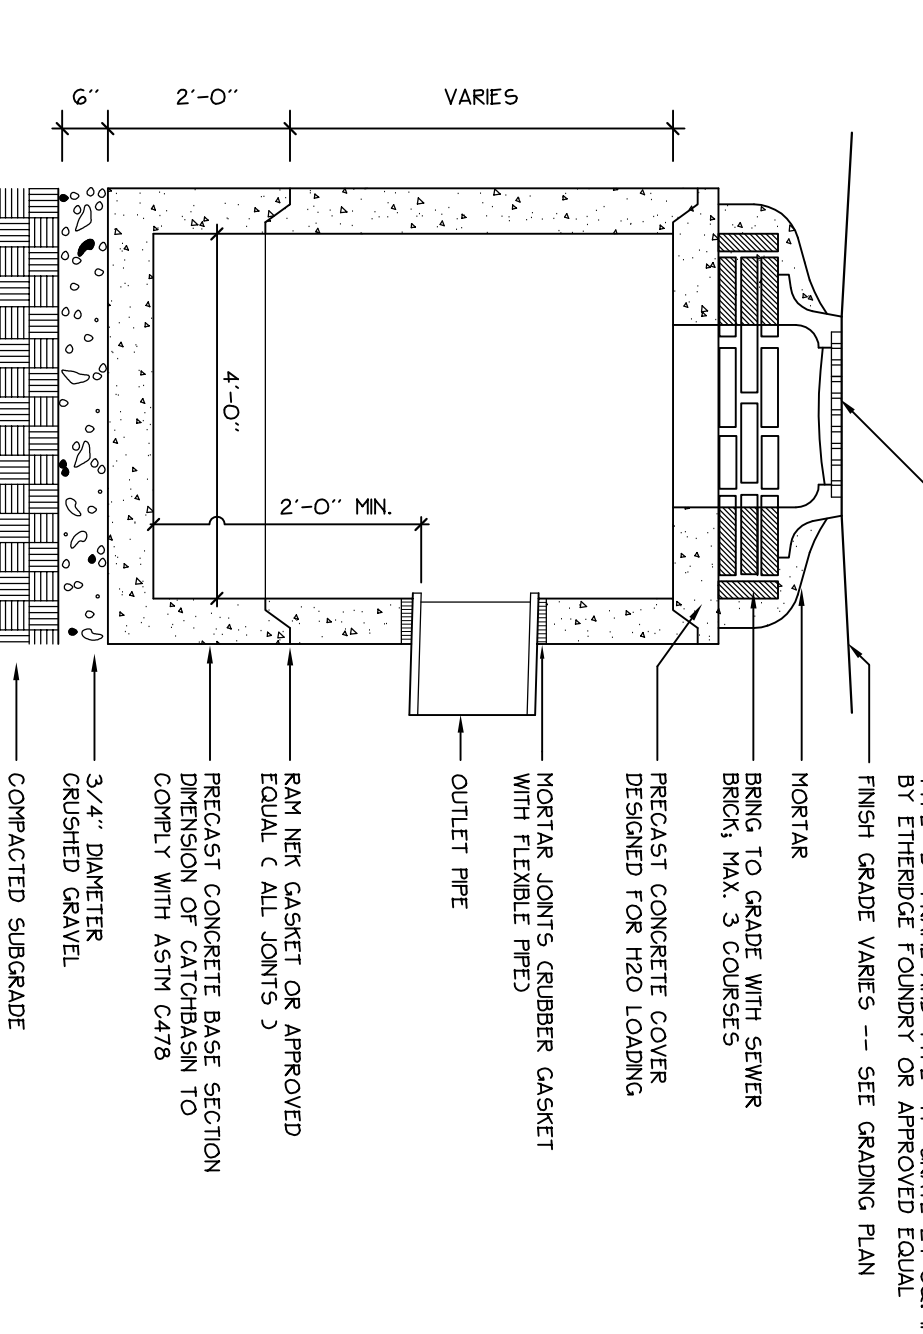 BY ETHERIDGE FOUNDRY OR APPROVED EQUAL
FINISH GRADE VARIES -- SEE GRADING PLAN
MORTAR
BRING TO GRADE WITH SEWER
BRICK; MAX. 3 COURSES
PRECAST CONCRETE COVER
DESIGNED FOR H2O LOADING
MORTAR JOINTS (RUBBER GASKET
WITH FLEXIBLE PIPE)
OUTLET PIPE
RAM NEK GASKET OR APPROVED
EQUAL ( ALL JOINTS )
PRECAST CONCRETE BASE SECTION
DIMENSION OF CATCHBASIN TO
COMPLY WITH ASTM C478
3/4" DIAMETER
CRUSHED GRAVEL
COMPACTED SUBGRADE
6"
2'-0"
VARIES
4'-0"
2'-0" MIN.